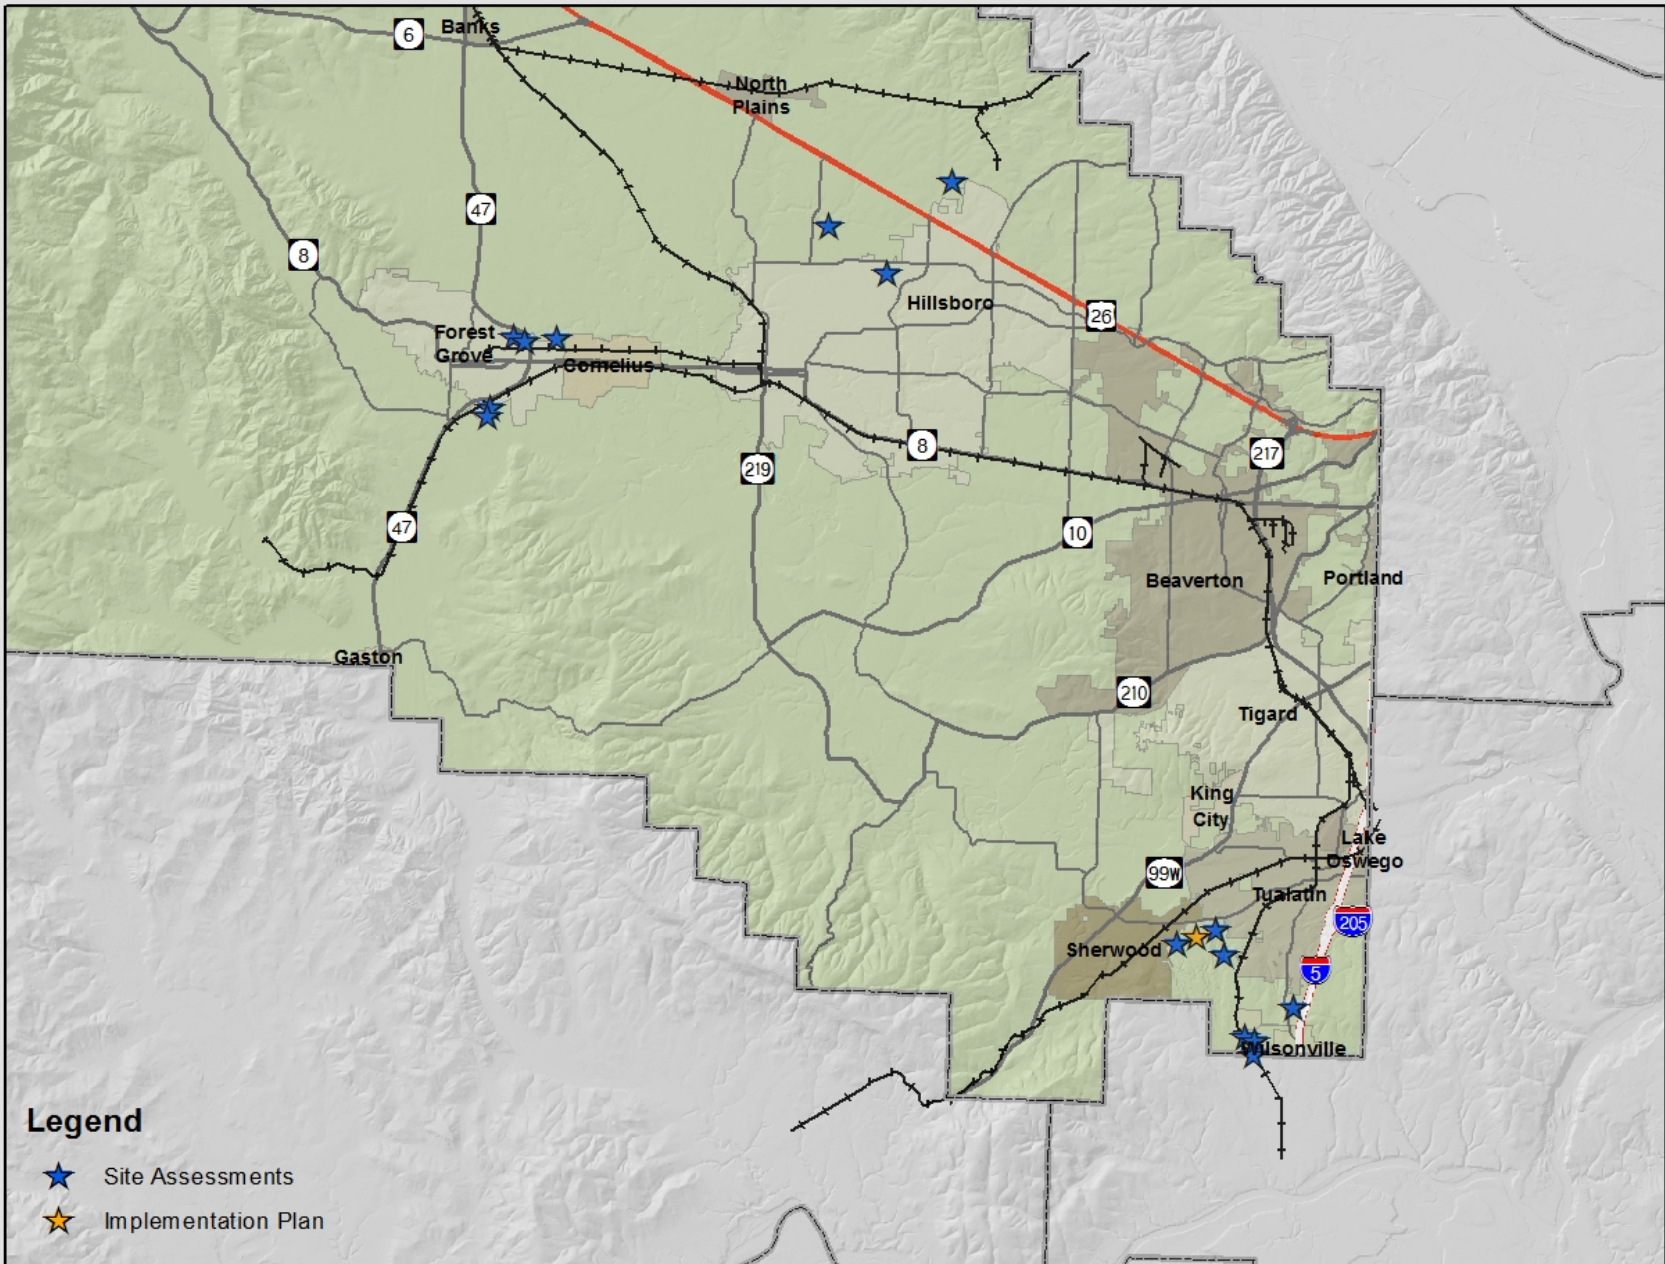 6
Banks
North
Plains
47
8
Hillsboro
26
Forest
Grove
Cornelius
8
217
219
47
10
Beaverton
Portland
Gaston
210
Tigard
King
City
Lake
Oswego
99W
Tualatin
205
Sherwood
5
Wilsonville
Legend
Site Assessments
Implementation Plan